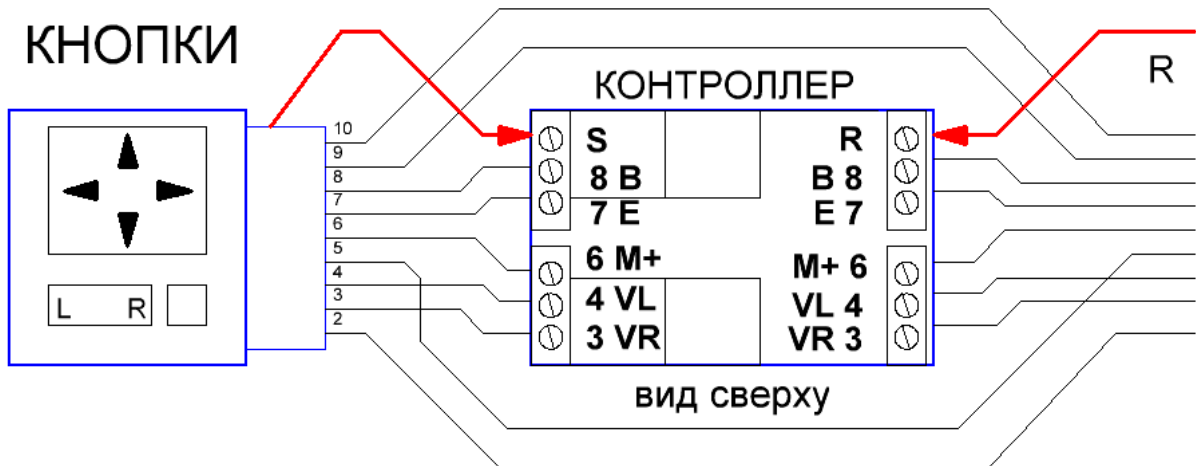 КНОПКИ
L R
10
9
8
7
6
5
4
3
2
КОНТРОЛЛЕР
S
8 B
7 E
6 M+
4 VL
3 VR
R
B 8
E 7
M+ 6
VL 4
VR 3
вид сверху
R